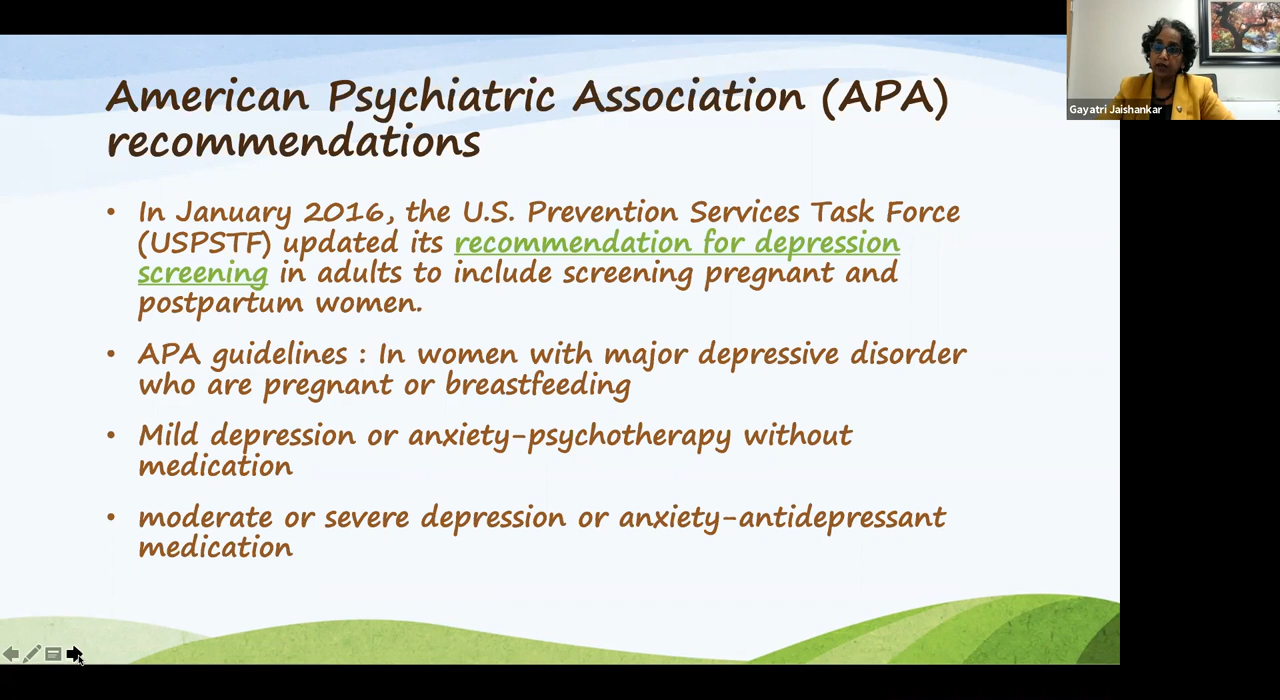 American Psychiatric Association (APA)
recommendations
• In January 2016, the U.S. Prevention Services Task Force
(USPSTF) updated its recommendation for depression
screening in adults to include screening pregnant and
postpartum women.
• APA guidelines : In women with major depressive disorder
who are pregnant or breastfeeding
• Mild depression or anxiety-psychotherapy without
medication
• moderate or severe depression or anxiety-antidepressant
medication
Gayatri Jaishankar